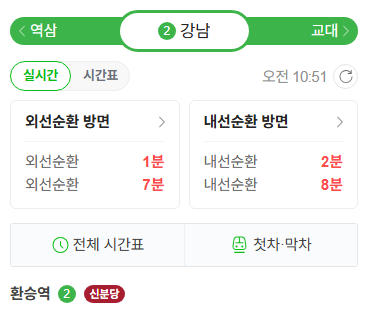 역삼 2 강남 교대
실시간 시간표 오전 10:51
외선순환 방면 내선순환 방면
외선순환 1분 내선순환 2분
외선순환 7분 내선순환 8분
전체 시간표 첫차·막차
환승역 2 신분당